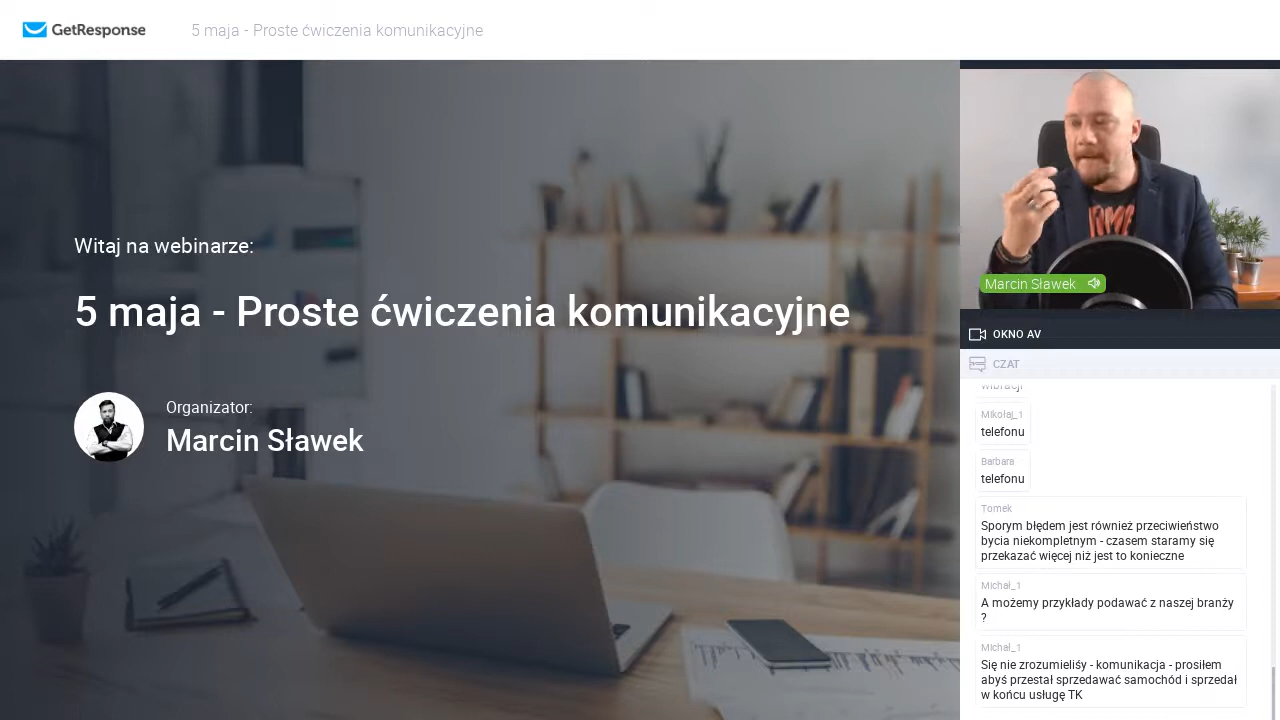 GetResponse
5 maja - Proste ćwiczenia komunikacyjne
Witaj na webinarze:
5 maja - Proste ćwiczenia komunikacyjne
Organizator:
Marcin Sławek
Marcin Sławek
OKNO AV
CZAT
wibracji
Mikołaj_1
telefonu
Barbara
telefonu
Tomek
Sporym błędem jest również przeciwieństwo
bycia niekompletnym - czasem staramy się
przekazać więcej niż jest to konieczne
Michał_1
A możemy przykłady podawać z naszej branży
?
Michał_1
Się nie zrozumieliśy - komunikacja - prosiłem
abyś przestał sprzedawać samochód i sprzedał
w końcu usługę TK